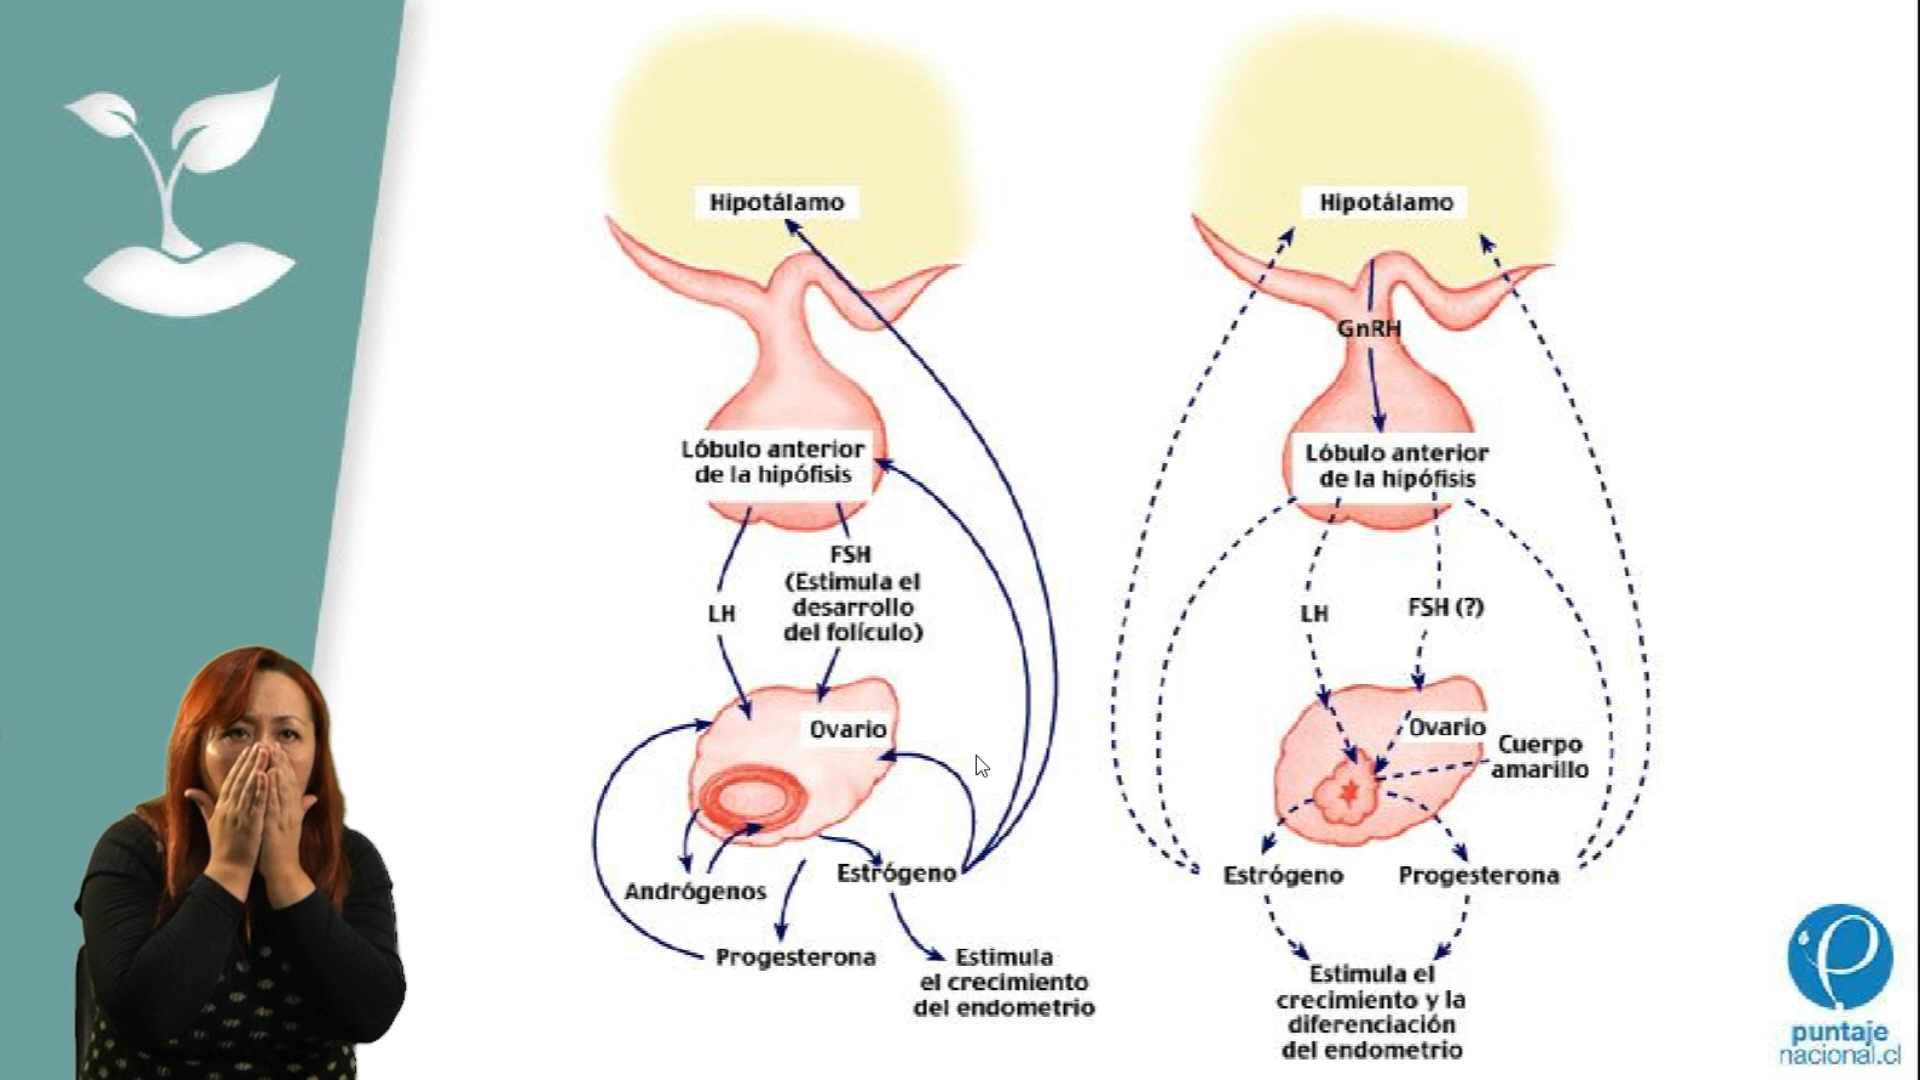 Hipotálamo
Lóbulo anterior
de la hipófisis
LH
FSH
(Estimula el
desarrollo
del folículo)
Ovario
Andrógenos
Estrógeno
Progesterona
Estimula
el crecimiento
del endometrio
Hipotálamo
GnRH
Lóbulo anterior
de la hipófisis
LH
FSH (?)
Ovario
Cuerpo
amarillo
Estrógeno
Progesterona
Estimula el
crecimiento y la
diferenciación
del endometrio
puntaje
nacional.cl